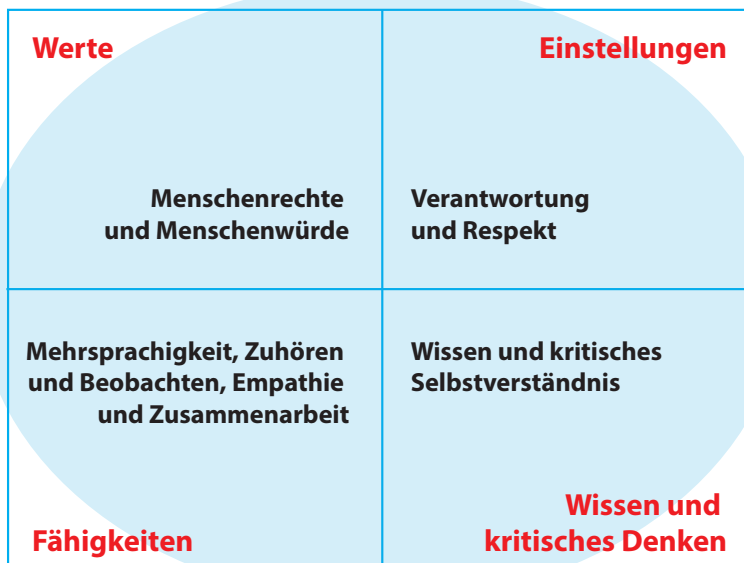 Werte
Einstellungen
Menschenrechte
und Menschenwürde
Verantwortung
und Respekt
Mehrsprachigkeit, Zuhören
und Beobachten, Empathie
und Zusammenarbeit
Wissen und kritisches
Selbstverständnis
Fähigkeiten
Wissen und
kritisches Denken